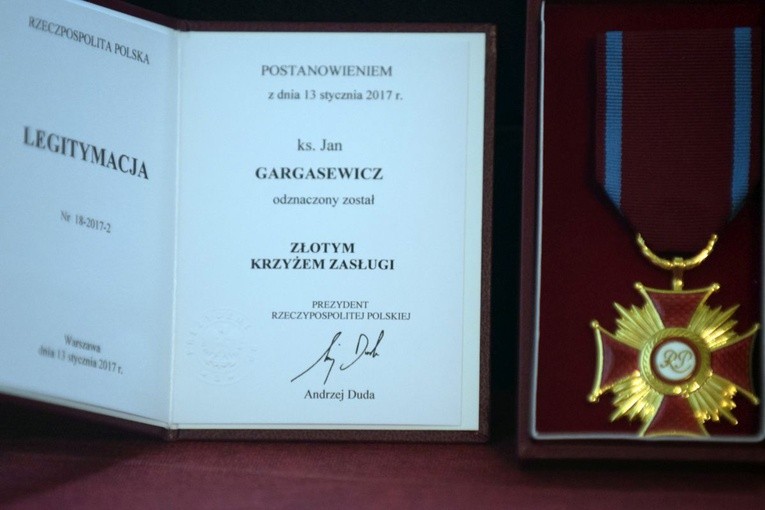 RZECZPOSPOLITA POLSKA
LEGITYMACJA
Nr 18-2017-2
Warszawa
dnia 13 stycznia 2017 r.
POSTANOWIENIEM
z dnia 13 stycznia 2017 r.
ks. Jan
GARGASEWICZ
odznaczony został
ZŁOTYM
KRZYŻEM ZASŁUGI
PREZYDENT
RZECZYPOSPOLITEJ POLSKIEJ
Andrzej Duda
RP